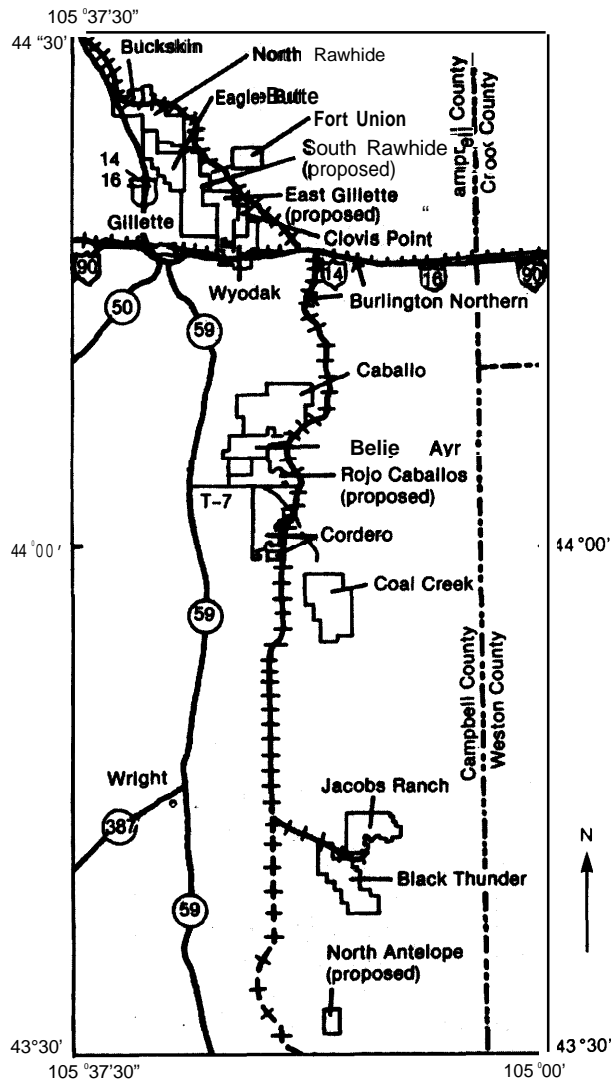 105 °37'30"
44 "30'
Buckskin
North Rawhide
Eagle Butte
Fort Union
South Rawhide
(proposed)
14
16
East Gillette
(proposed)
Gillette
“
Clovis Point
Campbell County
Crook County
90
Wyodak
14
16
90
50
59
Burlington Northern
Caballo
Belie Ayr
Rojo Caballos
(proposed)
T-7
Cordero
44 °00'
44 °00'
Coal Creek
59
Campbell County
Weston County
Wright
Jacobs Ranch
387
Black Thunder
N
59
North Antelope
(proposed)
43°30'
43°30'
105 °37'30"
105 °00'